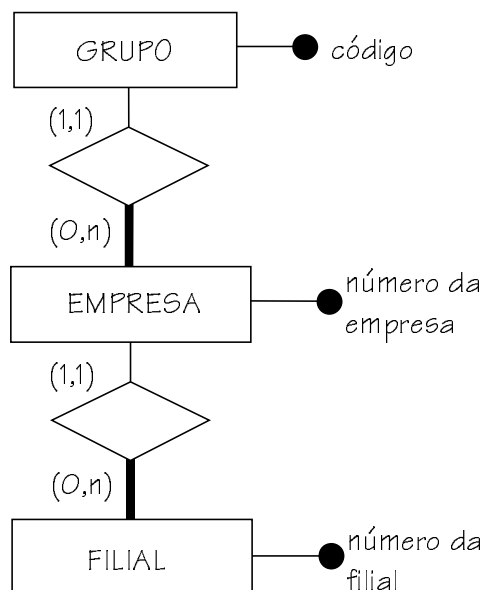 GRUPO
código
(1,1)
(0,n)
EMPRESA
número da
empresa
(1,1)
(0,n)
FILIAL
número da
filial